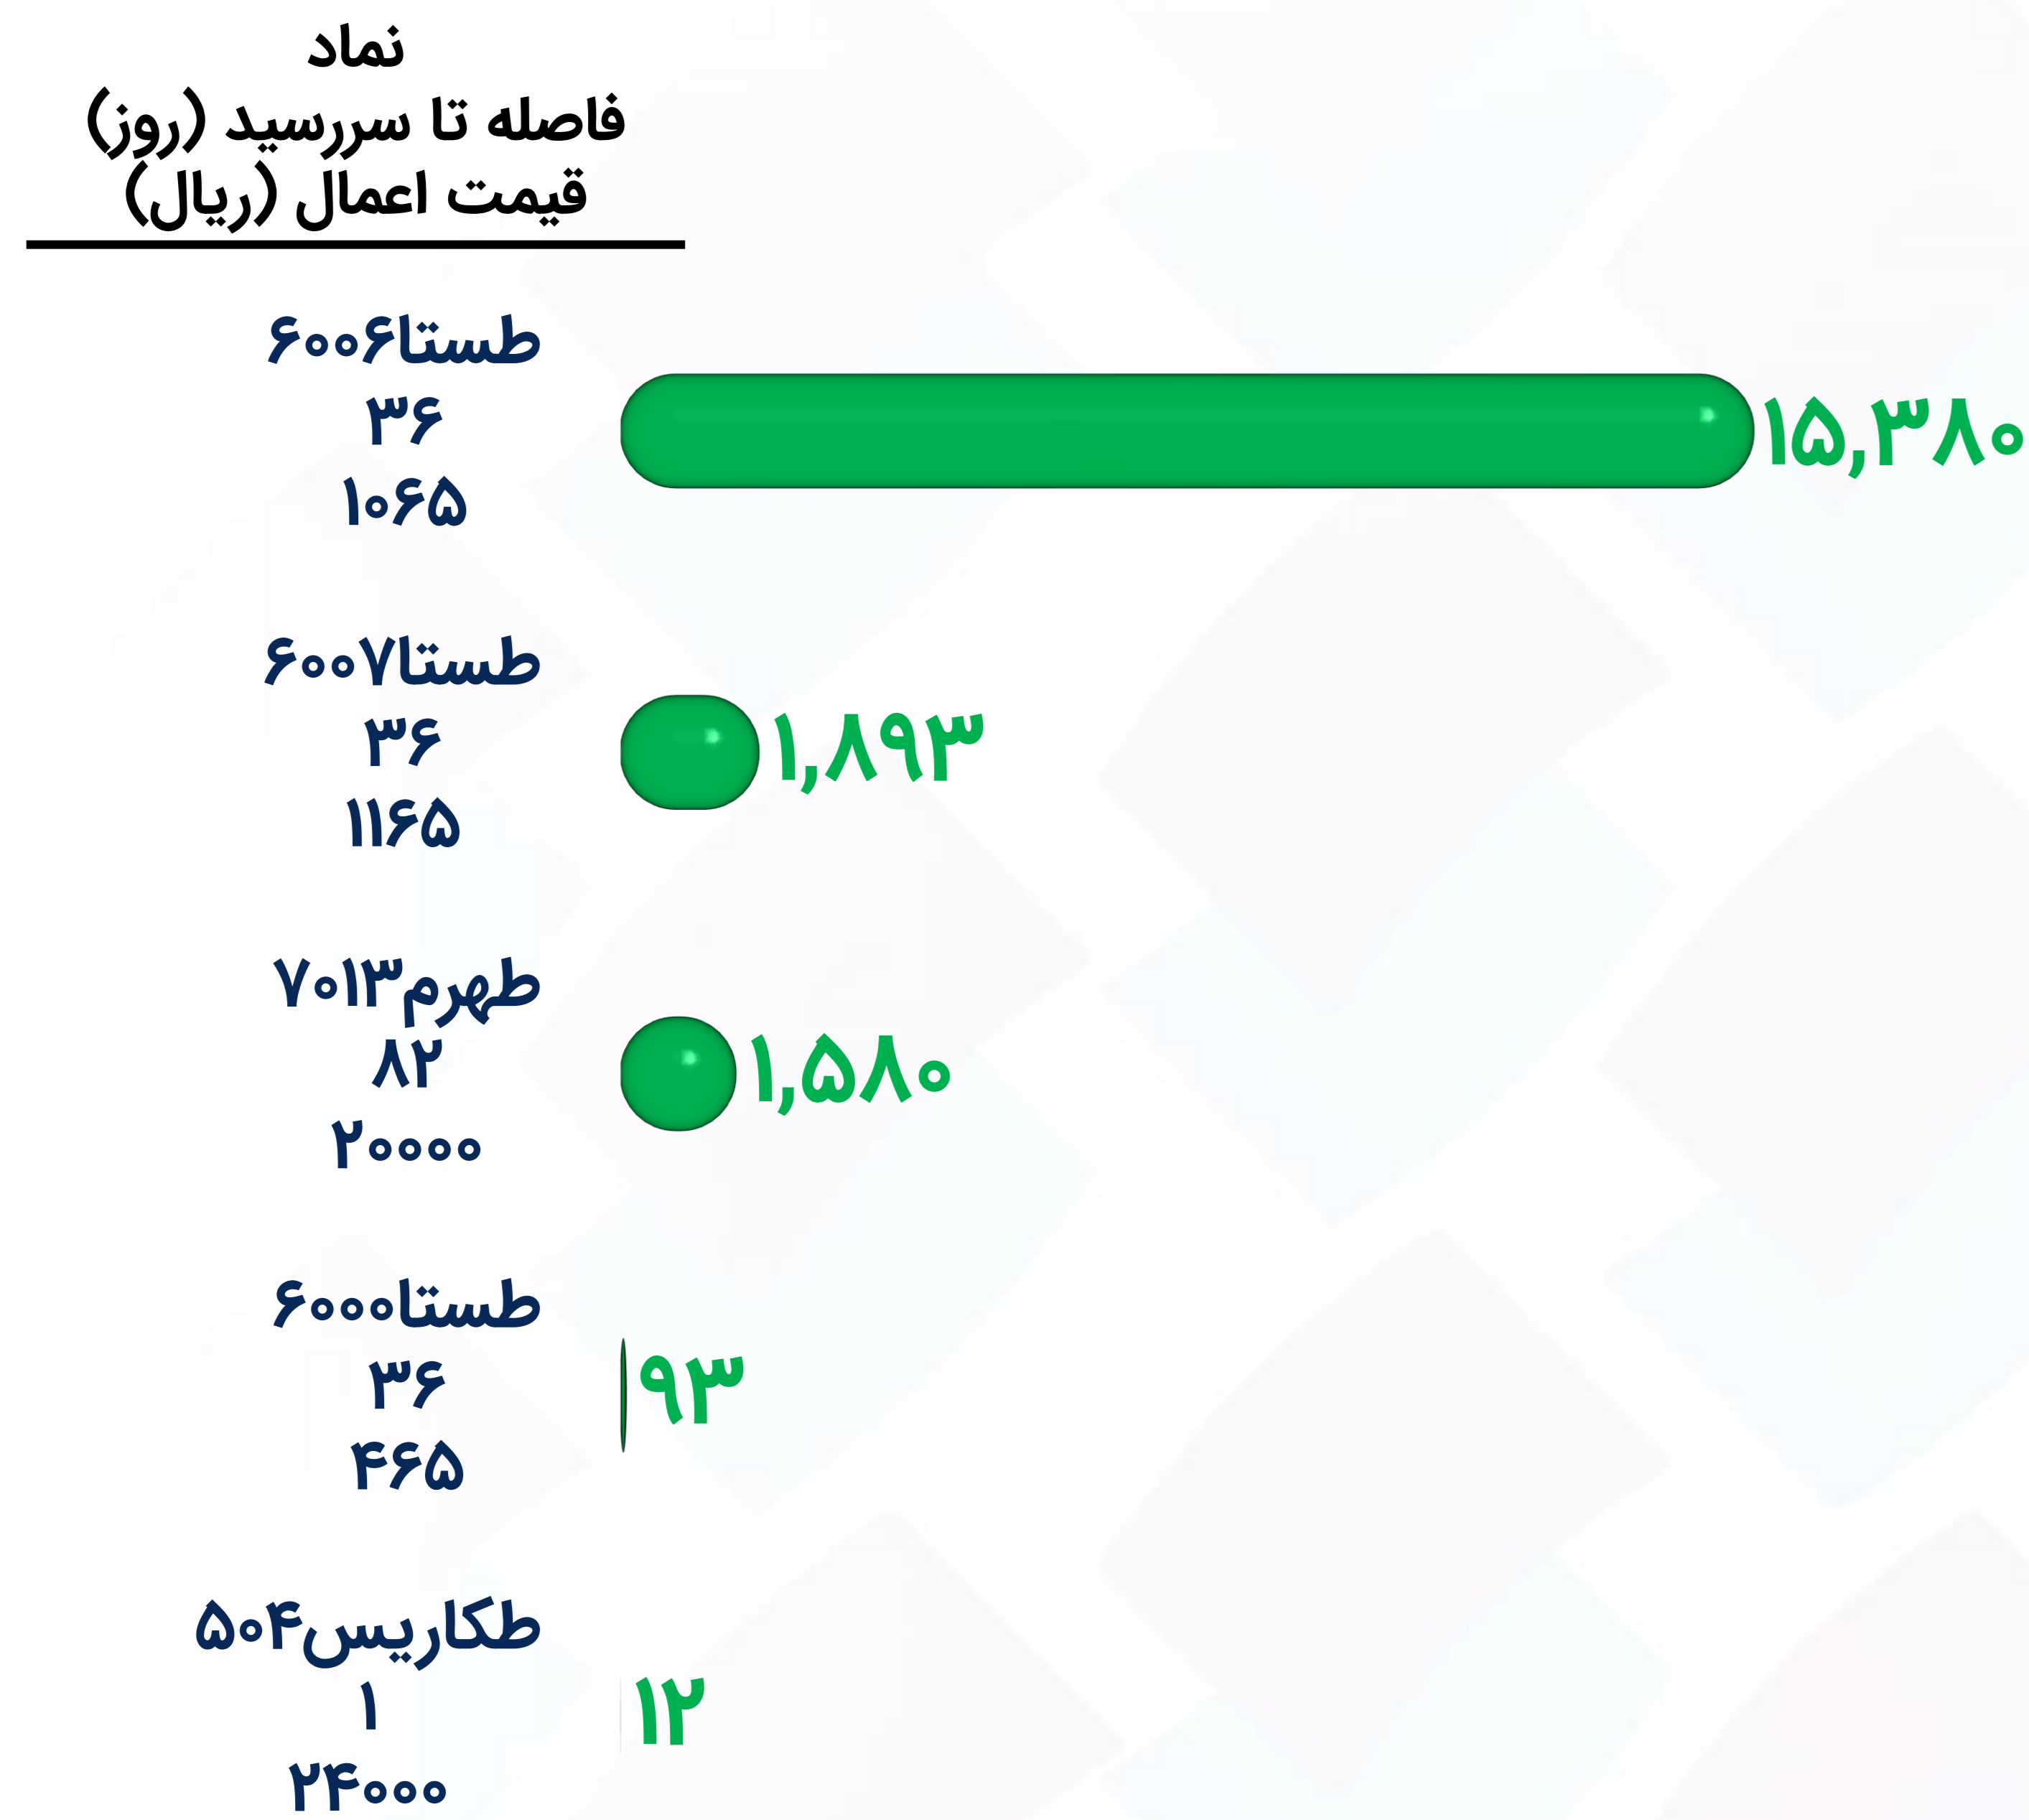 نماد
فاصله تا سررسید (روز)
قیمت اعمال (ریال)
طستا۶۰۰۶
۳۶
۱۰۶۵
۱۵,۳۸۰
طستا۶۰۰۷
۳۶
۱۱۶۵
۱,۸۹۳
طهرم۷۰۱۳
۸۲
۲۰۰۰۰
۱,۵۸۰
طستا۶۰۰۰
۳۶
۴۶۵
۹۳
طکاریس۵۰۴
۱
۲۴۰۰۰
۱۲